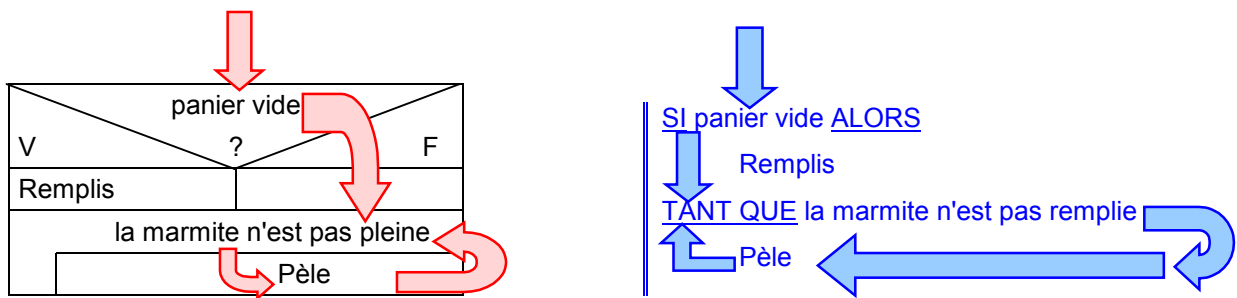 panier vide
V ? F
Remplis
la marmite n'est pas pleine
Pèle
SI panier vide ALORS
Remplis
TANT QUE la marmite n'est pas remplie
Pèle